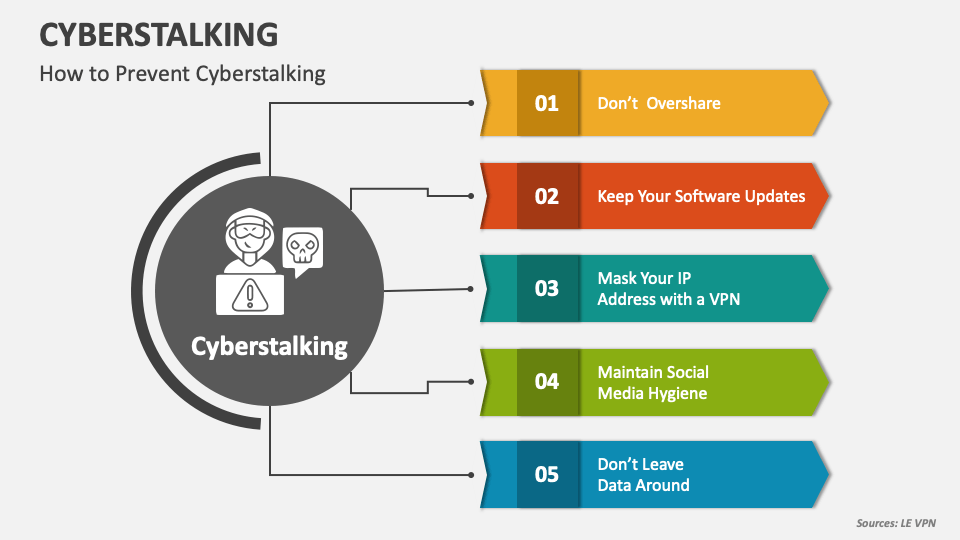 CYBERSTALKING
How to Prevent Cyberstalking
Cyberstalking
01
Don’t Overshare
02
Keep Your Software Updates
03
Mask Your IP
Address with a VPN
04
Maintain Social
Media Hygiene
05
Don’t Leave
Data Around
Sources: LE VPN